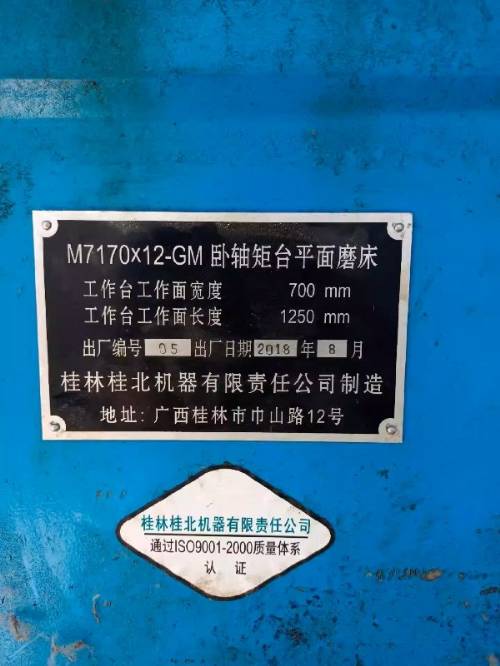 M7170x12-GM 卧轴矩台平面磨床
工作台工作面宽度 700 mm
工作台工作面长度 1250 mm
出厂编号 05 出厂日期 2018 年 8 月
桂林桂北机器有限责任公司制造
地址: 广西桂林市巾山路12号
桂林桂北机器有限责任公司
通过ISO9001-2000质量体系
认证